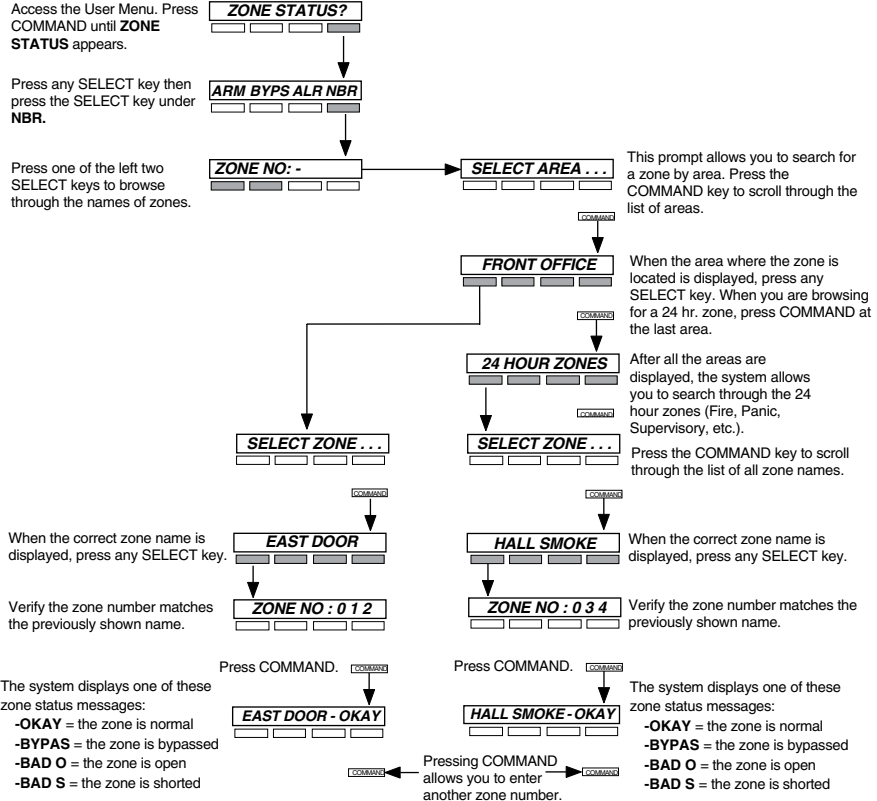 Access the User Menu. Press
COMMAND until ZONE
STATUS appears.
ZONE STATUS?
Press any SELECT key then
press the SELECT key under
NBR.
ARM BYPS ALR NBR
Press one of the left two
SELECT keys to browse
through the names of zones.
ZONE NO: -
SELECT AREA . . .
This prompt allows you to search for
a zone by area. Press the
COMMAND key to scroll through the
list of areas.
COMMAND
FRONT OFFICE
When the area where the zone is
located is displayed, press any
SELECT key. When you are browsing
for a 24 hr. zone, press COMMAND at
the last area.
COMMAND
24 HOUR ZONES
After all the areas are
displayed, the system allows
you to search through the 24
hour zones (Fire, Panic,
Supervisory, etc.).
COMMAND
SELECT ZONE . . .
SELECT ZONE . . .
Press the COMMAND key to scroll
through the list of all zone names.
COMMAND
COMMAND
When the correct zone name is
displayed, press any SELECT key.
EAST DOOR
HALL SMOKE
When the correct zone name is
displayed, press any SELECT key.
Verify the zone number matches
the previously shown name.
ZONE NO : 0 1 2
ZONE NO : 0 3 4
Verify the zone number matches the
previously shown name.
Press COMMAND.
COMMAND
Press COMMAND.
COMMAND
The system displays one of these
zone status messages:
-OKAY = the zone is normal
-BYPAS = the zone is bypassed
-BAD O = the zone is open
-BAD S = the zone is shorted
EAST DOOR - OKAY
HALL SMOKE - OKAY
The system displays one of these
zone status messages:
-OKAY = the zone is normal
-BYPAS = the zone is bypassed
-BAD O = the zone is open
-BAD S = the zone is shorted
COMMAND
Pressing COMMAND
allows you to enter
another zone number.
COMMAND